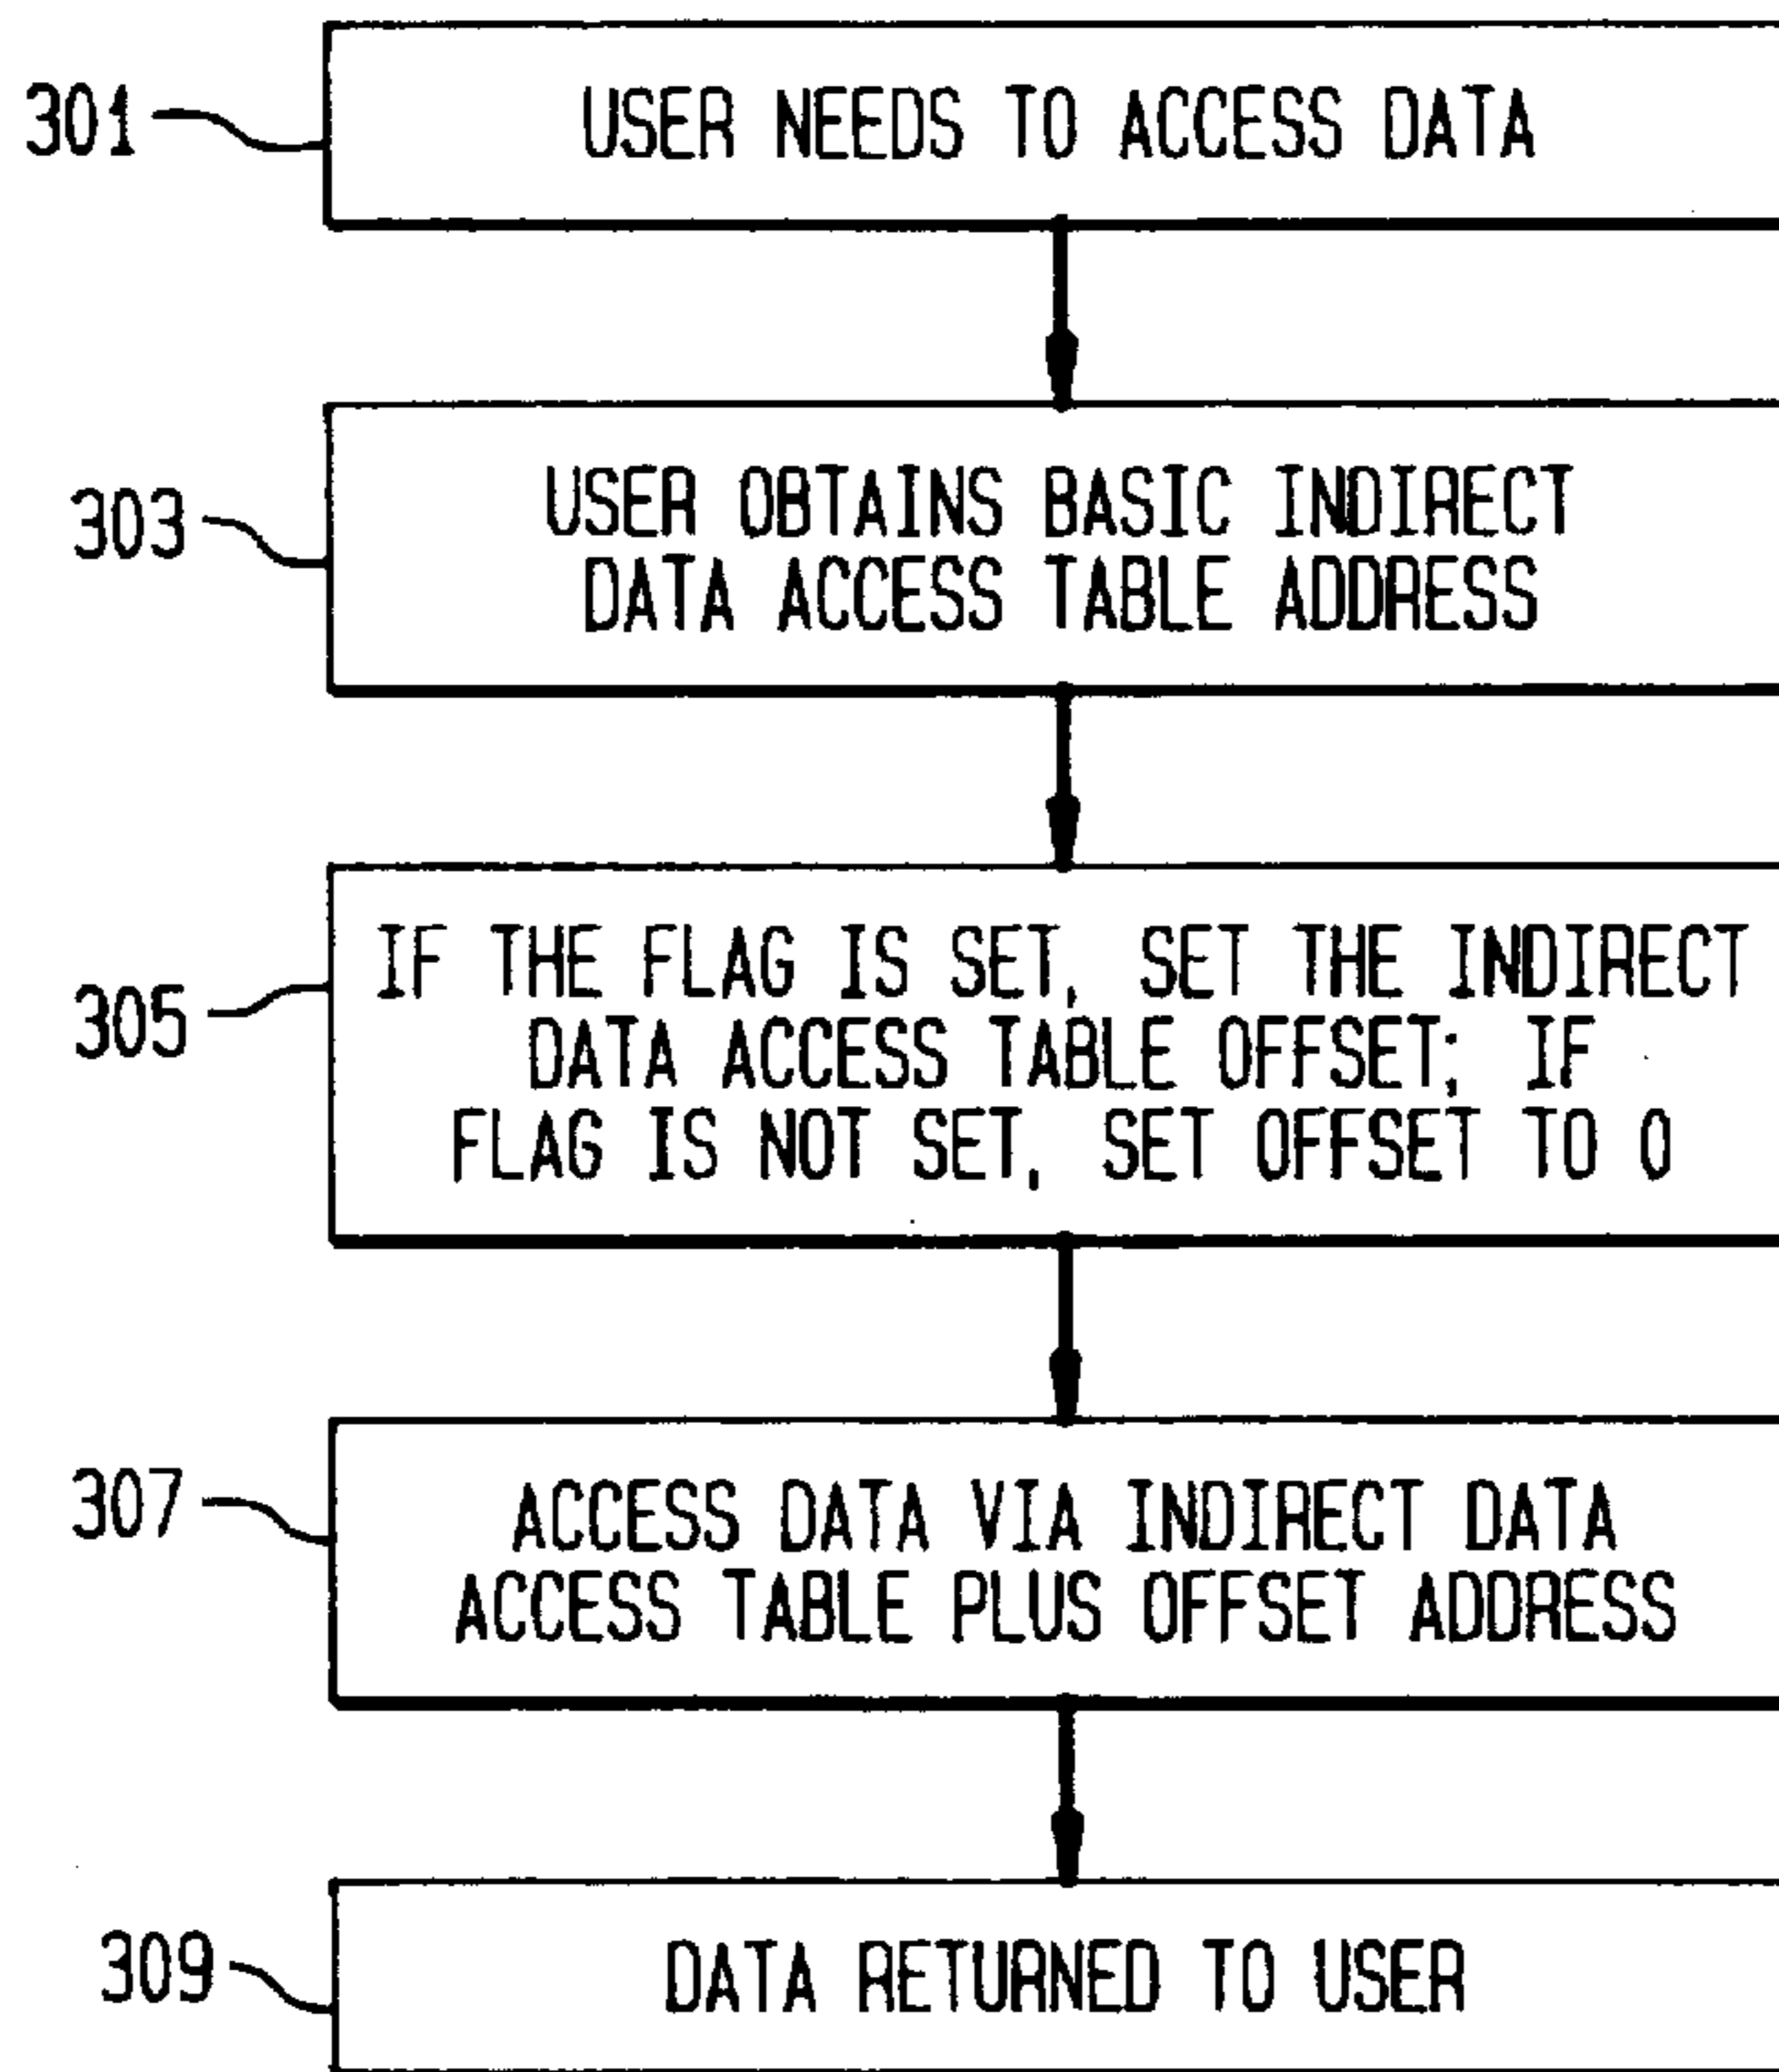 301
USER NEEDS TO ACCESS DATA
303
USER OBTAINS BASIC INDIRECT
DATA ACCESS TABLE ADDRESS
305
IF THE FLAG IS SET, SET THE INDIRECT
DATA ACCESS TABLE OFFSET; IF
FLAG IS NOT SET, SET OFFSET TO 0
307
ACCESS DATA VIA INDIRECT DATA
ACCESS TABLE PLUS OFFSET ADDRESS
309
DATA RETURNED TO USER